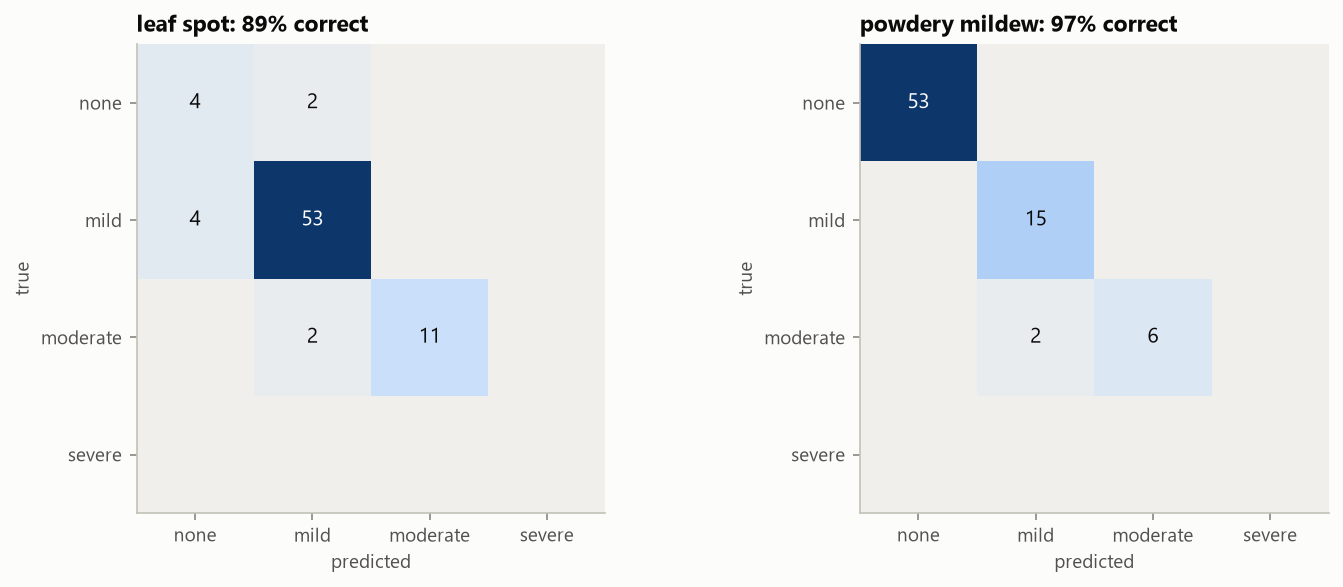 leaf spot: 89% correct
none
4
2
mild
4
53
moderate
2
11
severe
true
none
mild
moderate
severe
predicted
powdery mildew: 97% correct
none
53
mild
15
moderate
2
6
severe
true
none
mild
moderate
severe
predicted